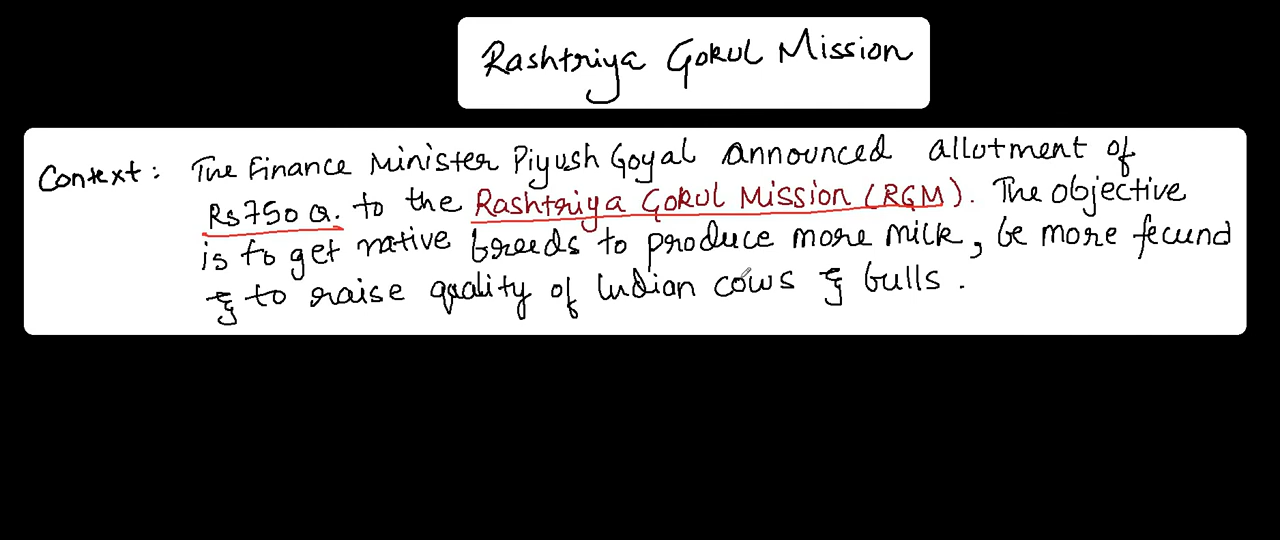 Rashtriya Gokul Mission
Context: The Finance Minister Piyush Goyal announced allotment of
Rs 750 Cr. to the Rashtriya Gokul Mission (RGM). The objective
is to get native breeds to produce more milk, be more fecund
& to raise quality of Indian cows & bulls.